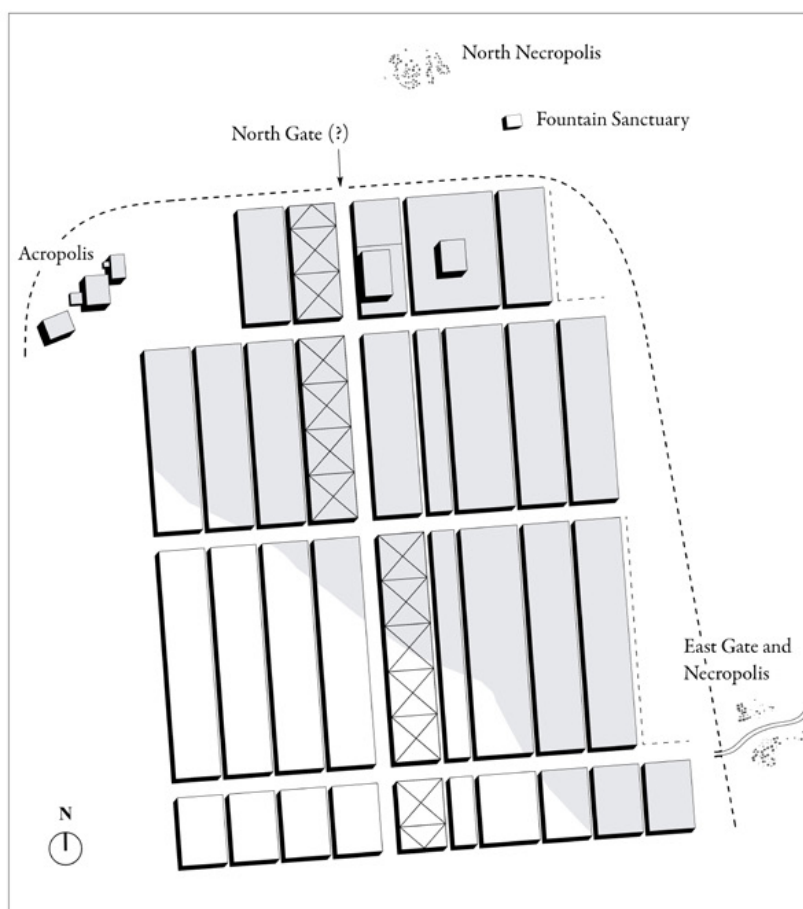 North Necropolis
Fountain Sanctuary
North Gate (?)
Acropolis
East Gate and
Necropolis
N